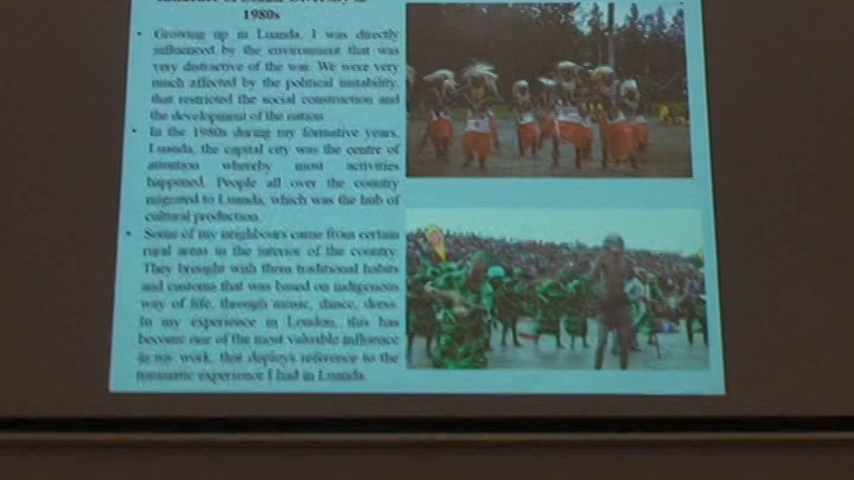 1980s
• Growing up in Luanda, I was directly
influenced by the environment that was
very distractive of the war. We were very
much affected by the political instability,
that restricted the social construction and
the development of the nation.
• In the 1980s during my formative years,
Luanda, the capital city was the centre of
attention whereby most activities
happened. People all over the country
migrated to Luanda, which was the hub of
cultural production.
• Some of my neighbours came from certain
rural areas in the interior of the country.
They brought with them traditional habits
and customs that was based on indigenous
way of life, through music, dance, dress.
In my experience in London, this has
become one of the most valuable influence
in my work, that deploys reference to the
experience I had in Luanda.